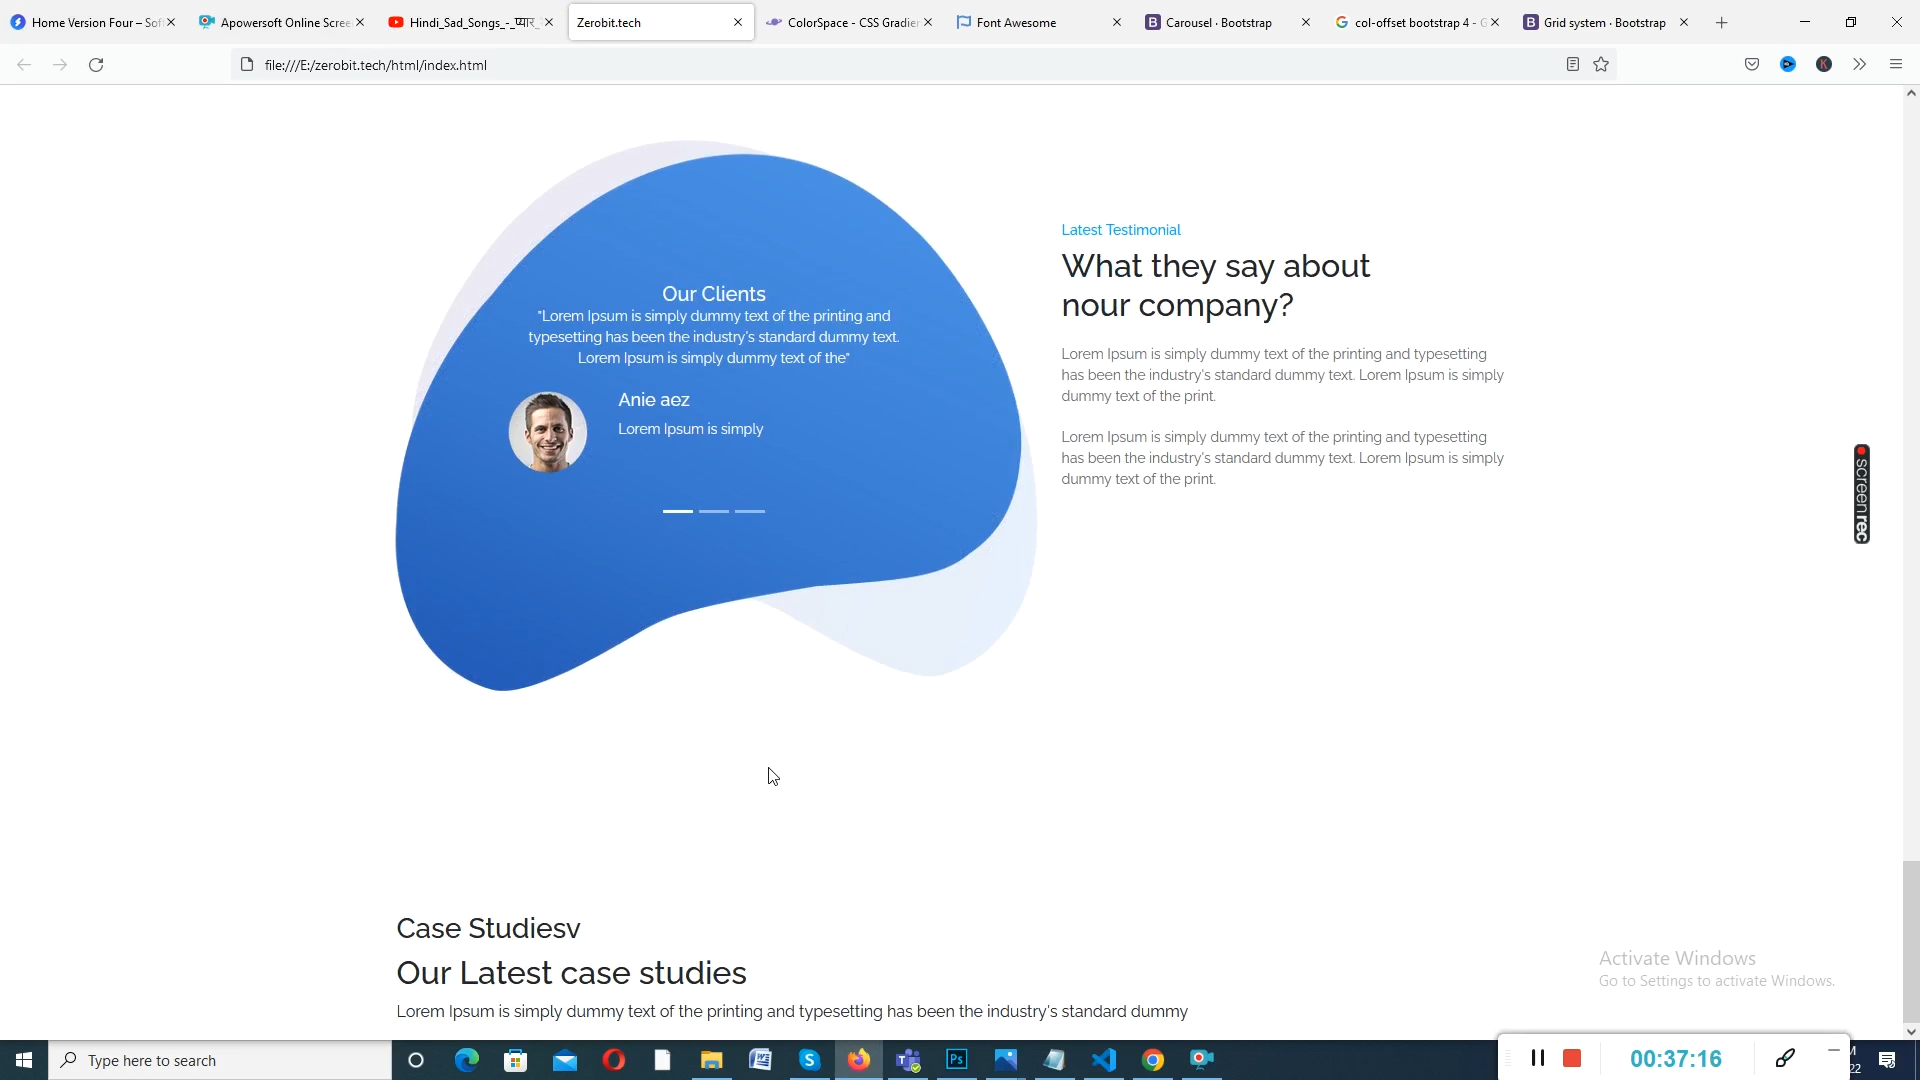 Home Version Four – Sof
Apowersoft Online Scree
Hindi_Sad_Songs_-_प्यार_
Zerobit.tech
ColorSpace - CSS Gradien
Font Awesome
Carousel · Bootstrap
col-offset bootstrap 4 - G
Grid system · Bootstrap
file:///E:/zerobit.tech/html/index.html
K
Latest Testimonial
What they say about
nour company?
Lorem Ipsum is simply dummy text of the printing and typesetting
has been the industry's standard dummy text. Lorem Ipsum is simply
dummy text of the print.
Lorem Ipsum is simply dummy text of the printing and typesetting
has been the industry's standard dummy text. Lorem Ipsum is simply
dummy text of the print.
Our Clients
"Lorem Ipsum is simply dummy text of the printing and
typesetting has been the industry's standard dummy text.
Lorem Ipsum is simply dummy text of the"
Anie aez
Lorem Ipsum is simply
screenrec
Case Studiesv
Our Latest case studies
Lorem Ipsum is simply dummy text of the printing and typesetting has been the industry's standard dummy
Activate Windows
Go to Settings to activate Windows.
Type here to search
00:37:16
M
22